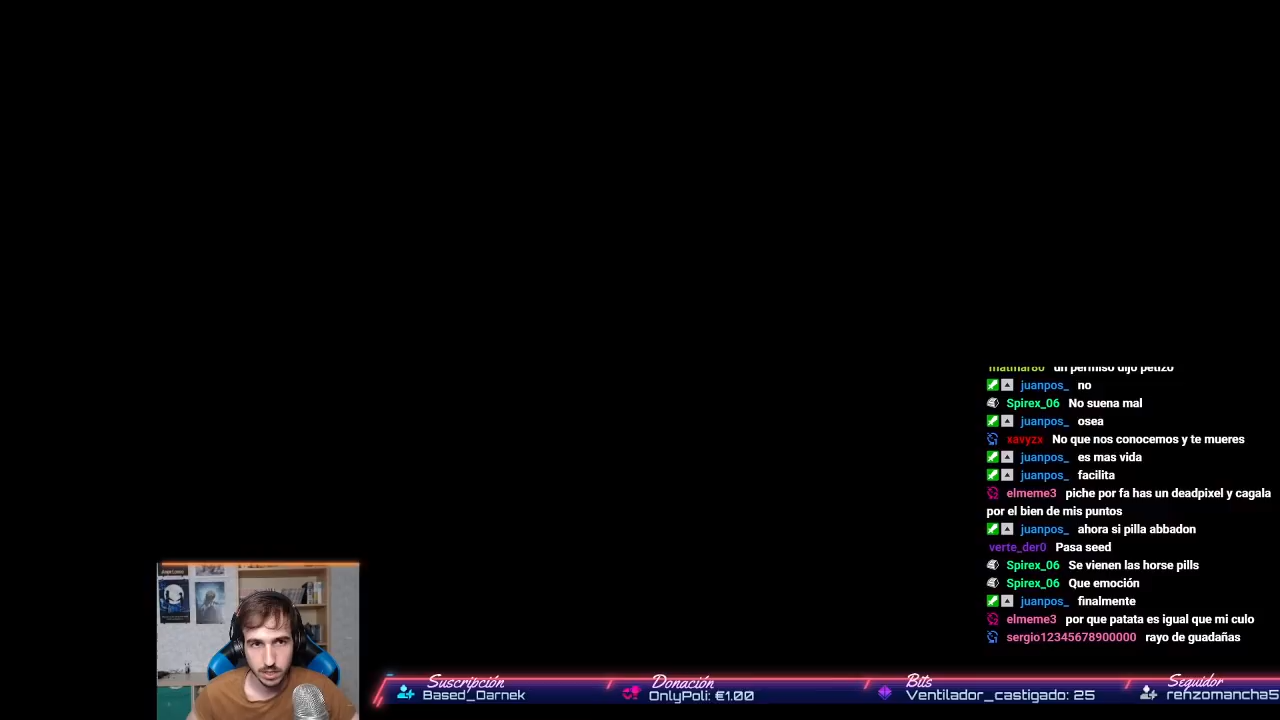 un permiso dijo petizo
juanpos_ no
Spirex_06 No suena mal
juanpos_ osea
xavyzx No que nos conocemos y te mueres
juanpos_ es mas vida
juanpos_ facilita
elmeme3 piche por fa has un deadpixel y cagala
por el bien de mis puntos
juanpos_ ahora si pilla abbadon
verte_der0 Pasa seed
Spirex_06 Se vienen las horse pills
Spirex_06 Que emoción
juanpos_ finalmente
elmeme3 por que patata es igual que mi culo
sergio12345678900000 rayo de guadañas
Suscripción
Based_Darnek
Donación
OnlyPoli: €1.00
Bits
Ventilador_castigado: 25
Seguidor
renzomancha5